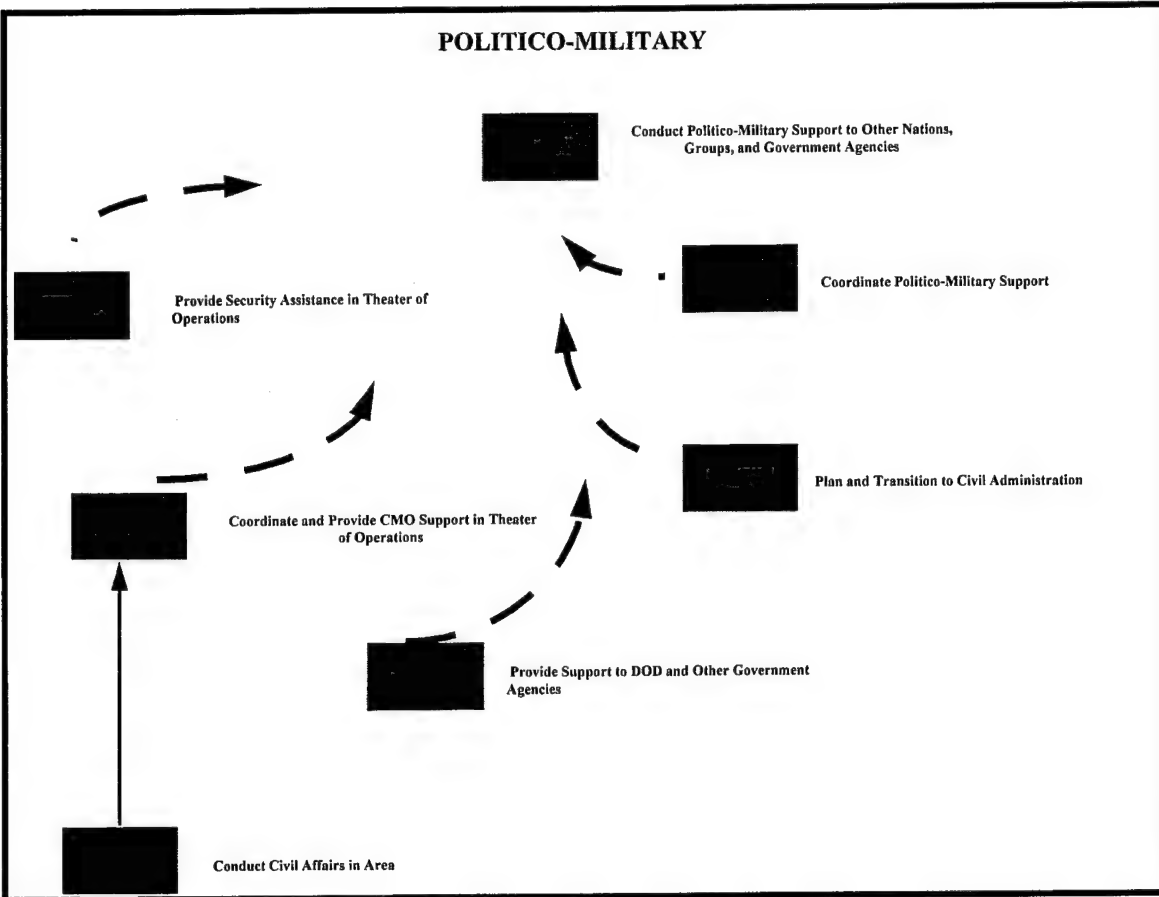 POLITICO-MILITARY
Conduct Politico-Military Support to Other Nations,
Groups, and Government Agencies
Coordinate Politico-Military Support
Provide Security Assistance in Theater of
Operations
Plan and Transition to Civil Administration
Coordinate and Provide CMO Support in Theater
of Operations
Provide Support to DOD and Other Government
Agencies
Conduct Civil Affairs in Area